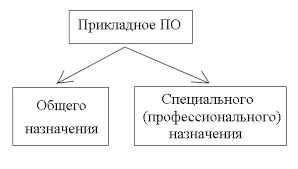 Прикладное ПО
Общего
назначения
Специального
(профессионального)
назначения